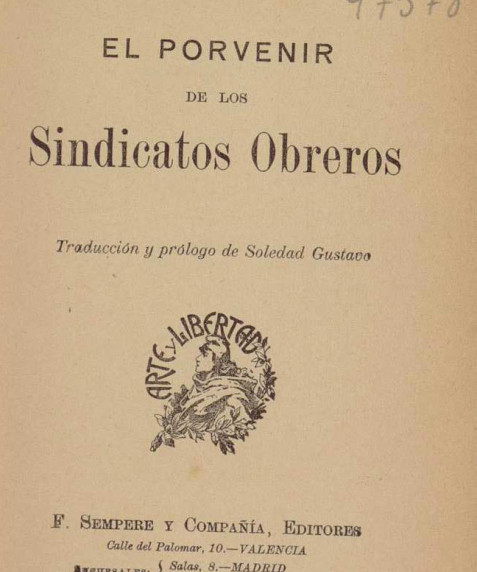 97370
EL PORVENIR
DE LOS
Sindicatos Obreros
Traducción y prólogo de Soledad Gustavo
ARTE Y LIBERTAD
F. SEMPERE Y COMPAÑÍA, EDITORES
Calle del Palomar, 10.—VALENCIA
Salas, 8.—MADRID